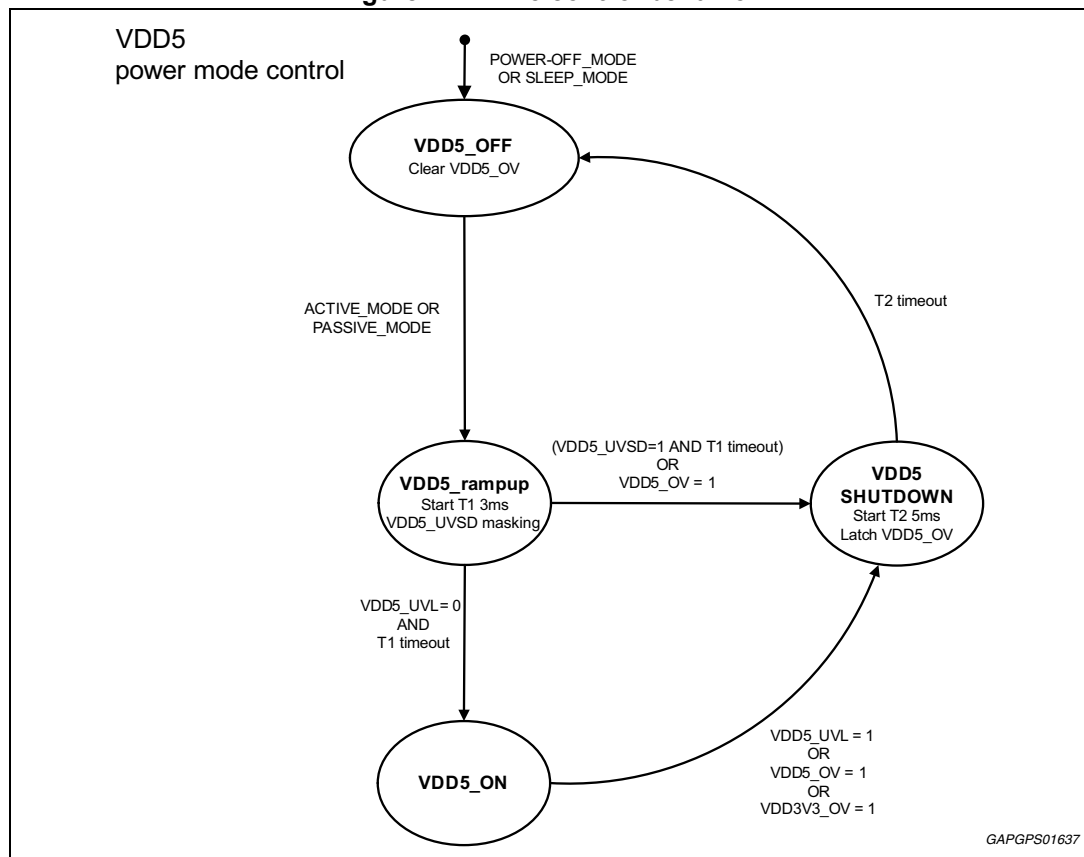 VDD5
power mode control
POWER-OFF_MODE
OR SLEEP_MODE
VDD5_OFF
Clear VDD5_OV
T2 timeout
ACTIVE_MODE OR
PASSIVE_MODE
(VDD5_UVSD=1 AND T1 timeout)
OR
VDD5_OV = 1
VDD5_rampup
Start T1 3ms
VDD5_UVSD masking
VDD5
SHUTDOWN
Start T2 5ms
Latch VDD5_OV
VDD5_UVL= 0
AND
T1 timeout
VDD5_ON
VDD5_UVL = 1
OR
VDD5_OV = 1
OR
VDD3V3_OV = 1
GAPGPS01637